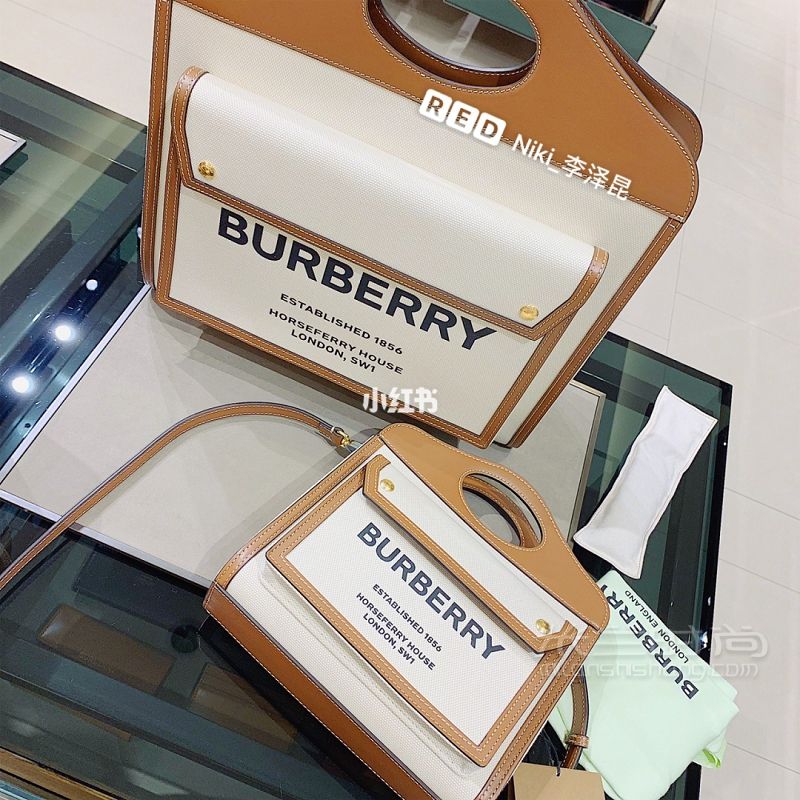 RED Niki_李泽昆
BURBERRY
ESTABLISHED 1856
HORSEFERRY HOUSE
LONDON, SW1
小红书
BURBERRY
ESTABLISHED 1856
HORSEFERRY HOUSE
LONDON, SW1
BURBERRY
LONDON ENGLAND